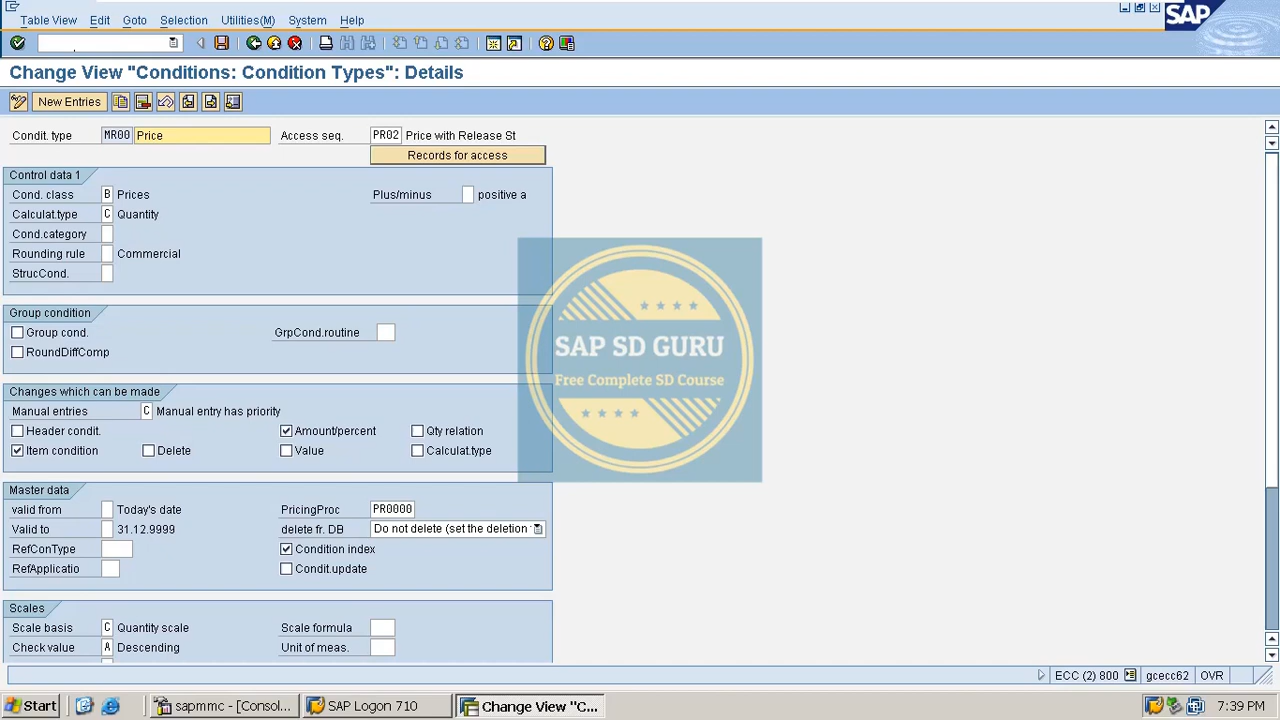 Table View Edit Goto Selection Utilities(M) System Help
SAP
Change View "Conditions: Condition Types": Details
New Entries
Condit. type MR00 Price Access seq. PR02 Price with Release St
Records for access
Control data 1
Cond. class B Prices Plus/minus positive a
Calculat.type C Quantity
Cond.category
Rounding rule Commercial
StrucCond.
Group condition
Group cond. GrpCond.routine
RoundDiffComp
Changes which can be made
Manual entries C Manual entry has priority
Header condit. Amount/percent Qty relation
Item condition Delete Value Calculat.type
Master data
valid from Today's date PricingProc PR0000
Valid to 31.12.9999 delete fr. DB Do not delete (set the deletion
RefConType Condition index
RefApplicatio Condit.update
Scales
Scale basis C Quantity scale Scale formula
Check value A Descending Unit of meas.
SAP SD GURU
Free Complete SD Course
ECC (2) 800 gcecc62 OVR
Start sapmmc - [Consol... SAP Logon 710 Change View "C... 7:39 PM